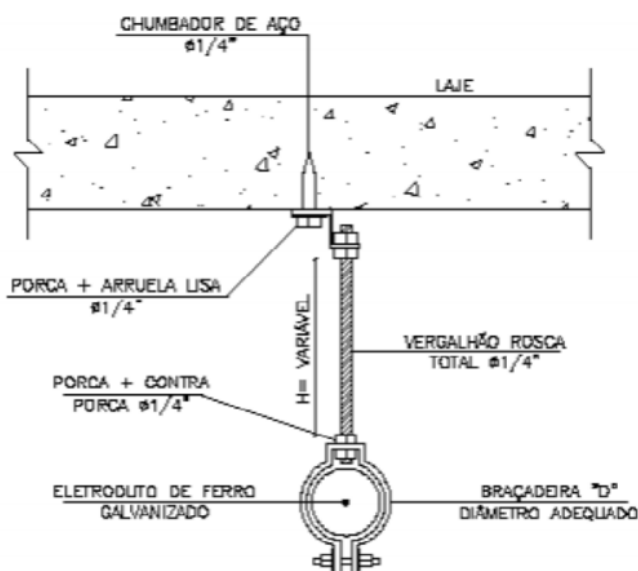 CHUMBADOR DE AÇO
ø1/4"
LAJE
PORCA + ARRUELA LISA
ø1/4"
H= VARIÁVEL
VERGALHÃO ROSCA
TOTAL ø1/4"
PORCA + CONTRA
PORCA ø1/4"
ELETRODUTO DE FERRO
GALVANIZADO
BRAÇADEIRA "D"
DIÂMETRO ADEQUADO